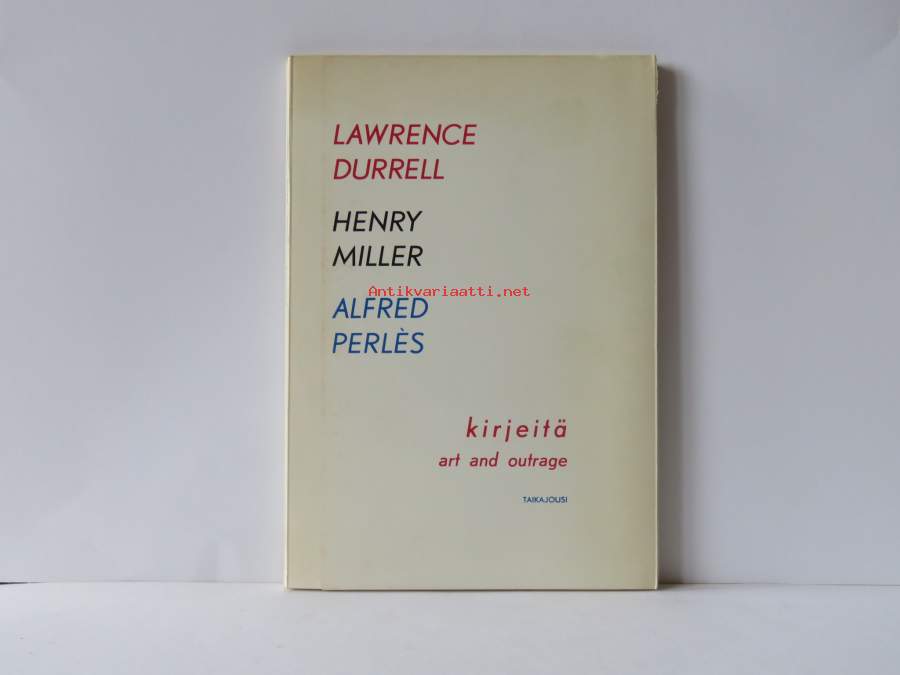 LAWRENCE
DURRELL
HENRY
MILLER
Antikvariaatti.net
ALFRED
PERLÈS
kirjeitä
art and outrage
TAIKAJOUSI